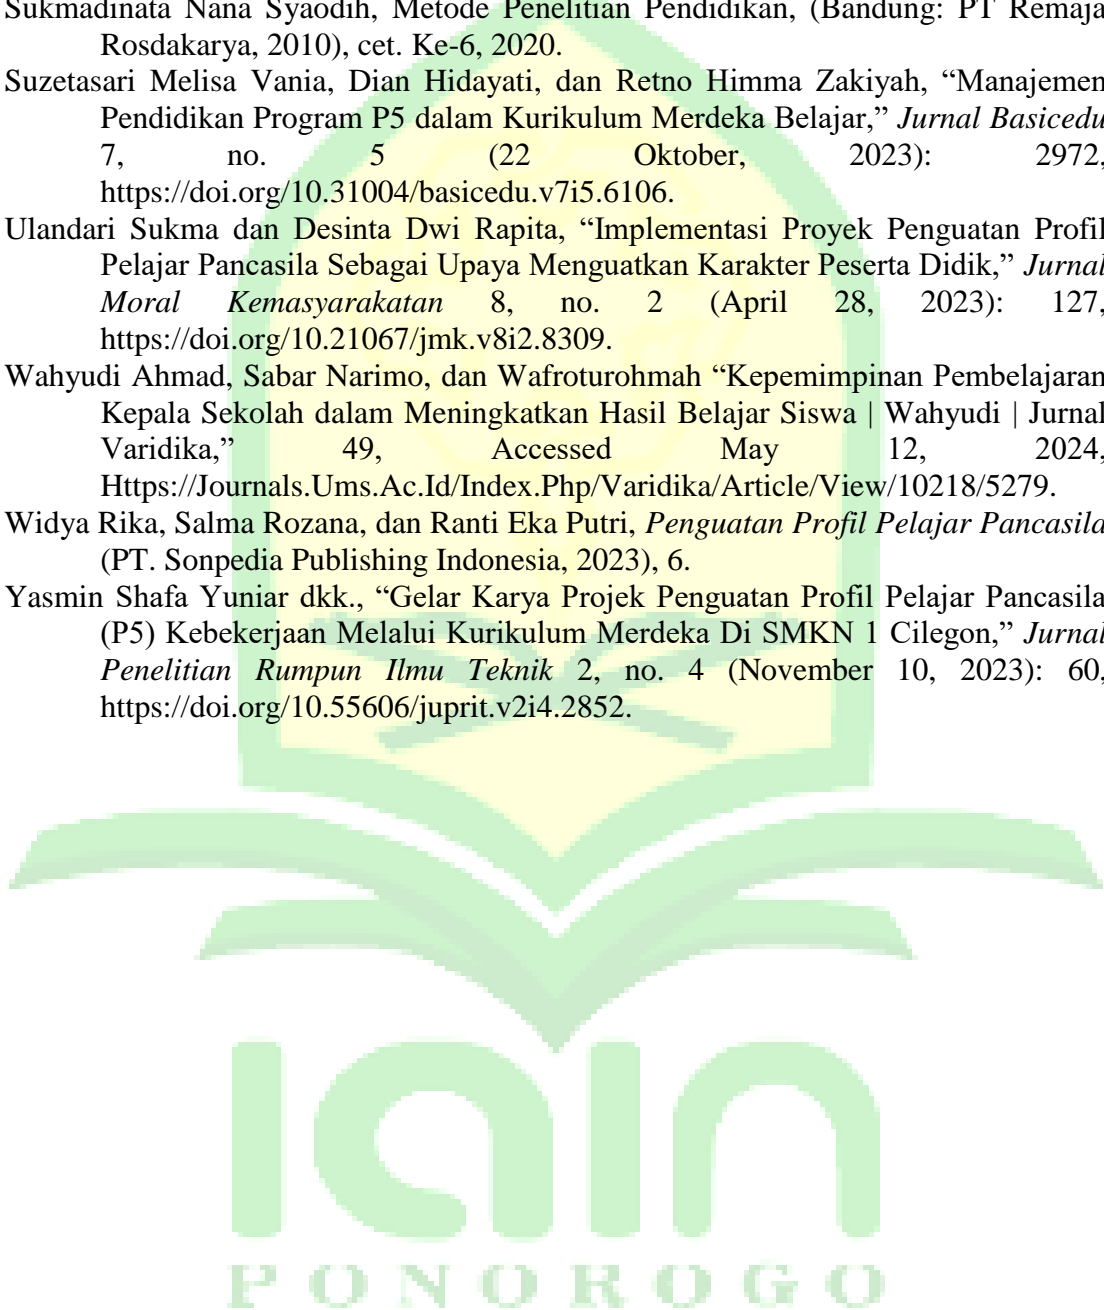 Sukmadinata Nana Syaodih, Metode Penelitian Pendidikan, (Bandung: PT Remaja
Rosdakarya, 2010), cet. Ke-6, 2020.
Suzetasari Melisa Vania, Dian Hidayati, dan Retno Himma Zakiyah, “Manajemen
Pendidikan Program P5 dalam Kurikulum Merdeka Belajar,” Jurnal Basicedu
7, no. 5 (22 Oktober, 2023): 2972,
https://doi.org/10.31004/basicedu.v7i5.6106.
Ulandari Sukma dan Desinta Dwi Rapita, “Implementasi Proyek Penguatan Profil
Pelajar Pancasila Sebagai Upaya Menguatkan Karakter Peserta Didik,” Jurnal
Moral Kemasyarakatan 8, no. 2 (April 28, 2023): 127,
https://doi.org/10.21067/jmk.v8i2.8309.
Wahyudi Ahmad, Sabar Narimo, dan Wafroturohmah “Kepemimpinan Pembelajaran
Kepala Sekolah dalam Meningkatkan Hasil Belajar Siswa | Wahyudi | Jurnal
Varidika,” 49, Accessed May 12, 2024,
Https://Journals.Ums.Ac.Id/Index.Php/Varidika/Article/View/10218/5279.
Widya Rika, Salma Rozana, dan Ranti Eka Putri, Penguatan Profil Pelajar Pancasila
(PT. Sonpedia Publishing Indonesia, 2023), 6.
Yasmin Shafa Yuniar dkk., “Gelar Karya Projek Penguatan Profil Pelajar Pancasila
(P5) Kebekerjaan Melalui Kurikulum Merdeka Di SMKN 1 Cilegon,” Jurnal
Penelitian Rumpun Ilmu Teknik 2, no. 4 (November 10, 2023): 60,
https://doi.org/10.55606/juprit.v2i4.2852.
iain
PONOROGO